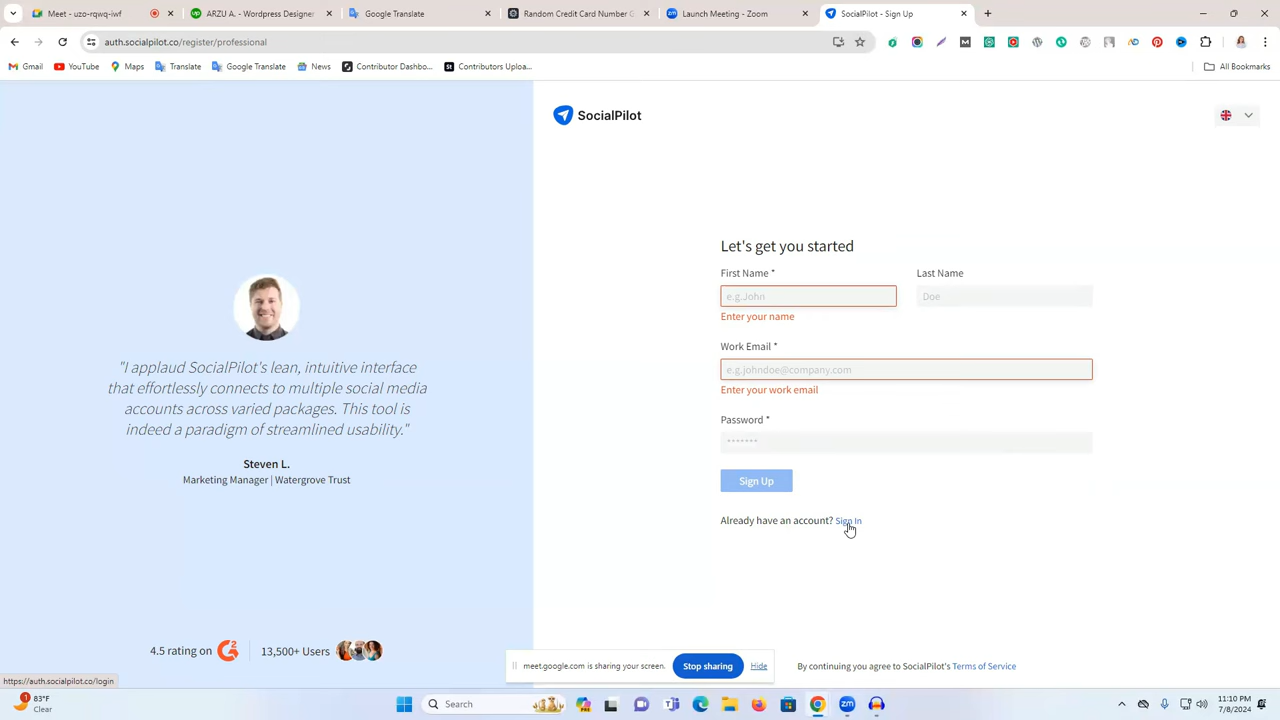 Meet - uzo-rqwq-iwf
ARZU A. - Wordpress Designer
Google Translate
Random Credit Card Number G
Launch Meeting - Zoom
SocialPilot - Sign Up
auth.socialpilot.co/register/professional
Gmail
YouTube
Maps
Translate
Google Translate
News
Contributor Dashbo...
Contributors Uploa...
All Bookmarks
SocialPilot
Let's get you started
First Name *
Last Name
e.g.John
Doe
Enter your name
Work Email *
e.g.johndoe@company.com
Enter your work email
Password *
*******
Sign Up
Already have an account? Sign In
"I applaud SocialPilot's lean, intuitive interface
that effortlessly connects to multiple social media
accounts across varied packages. This tool is
indeed a paradigm of streamlined usability."
Steven L.
Marketing Manager | Watergrove Trust
4.5 rating on
13,500+ Users
meet.google.com is sharing your screen.
Stop sharing
Hide
By continuing you agree to SocialPilot's Terms of Service
https://auth.socialpilot.co/login
83°F
Clear
Search
11:10 PM
7/8/2024